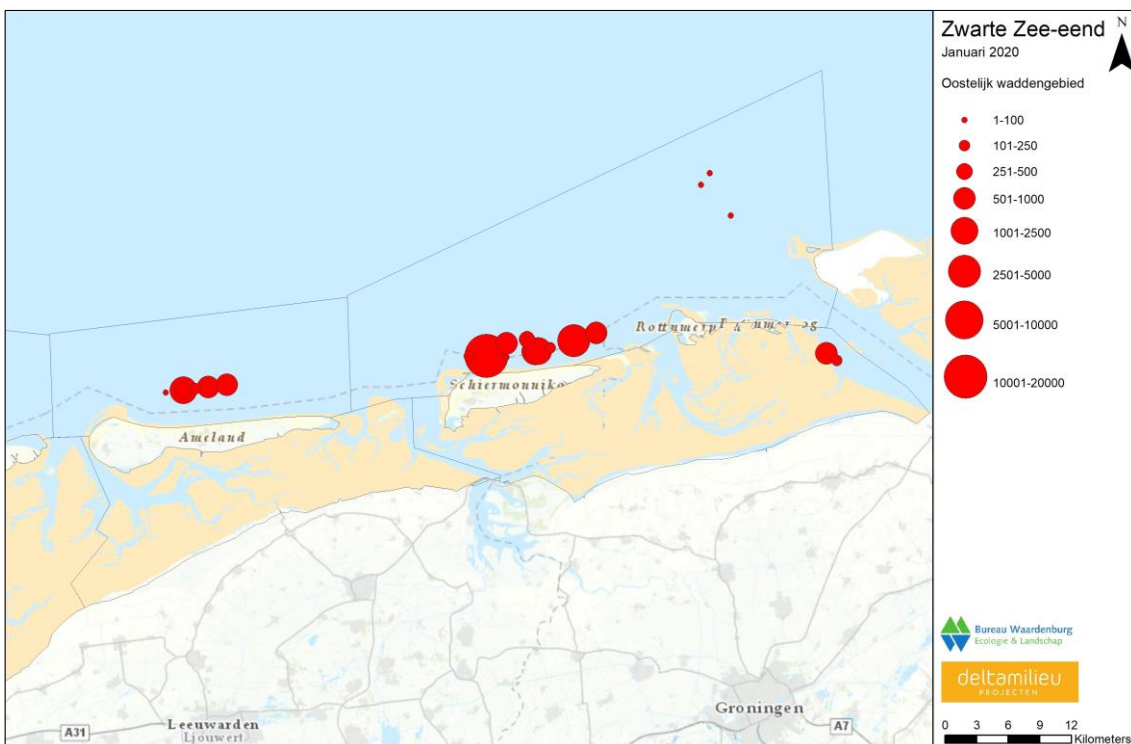 Zwarte Zee-eend
N
Januari 2020
Oostelijk waddengebied
1-100
101-250
251-500
501-1000
1001-2500
2501-5000
5001-10000
10001-20000
Schiermonniko
Ameland
Groningen
Leeuwarden
Ljouwert
A31
A7
Bureau Waardenburg
Ecologie & Landschap
deltamilieu
PROJECTEN
0 3 6 9 12
Kilometers